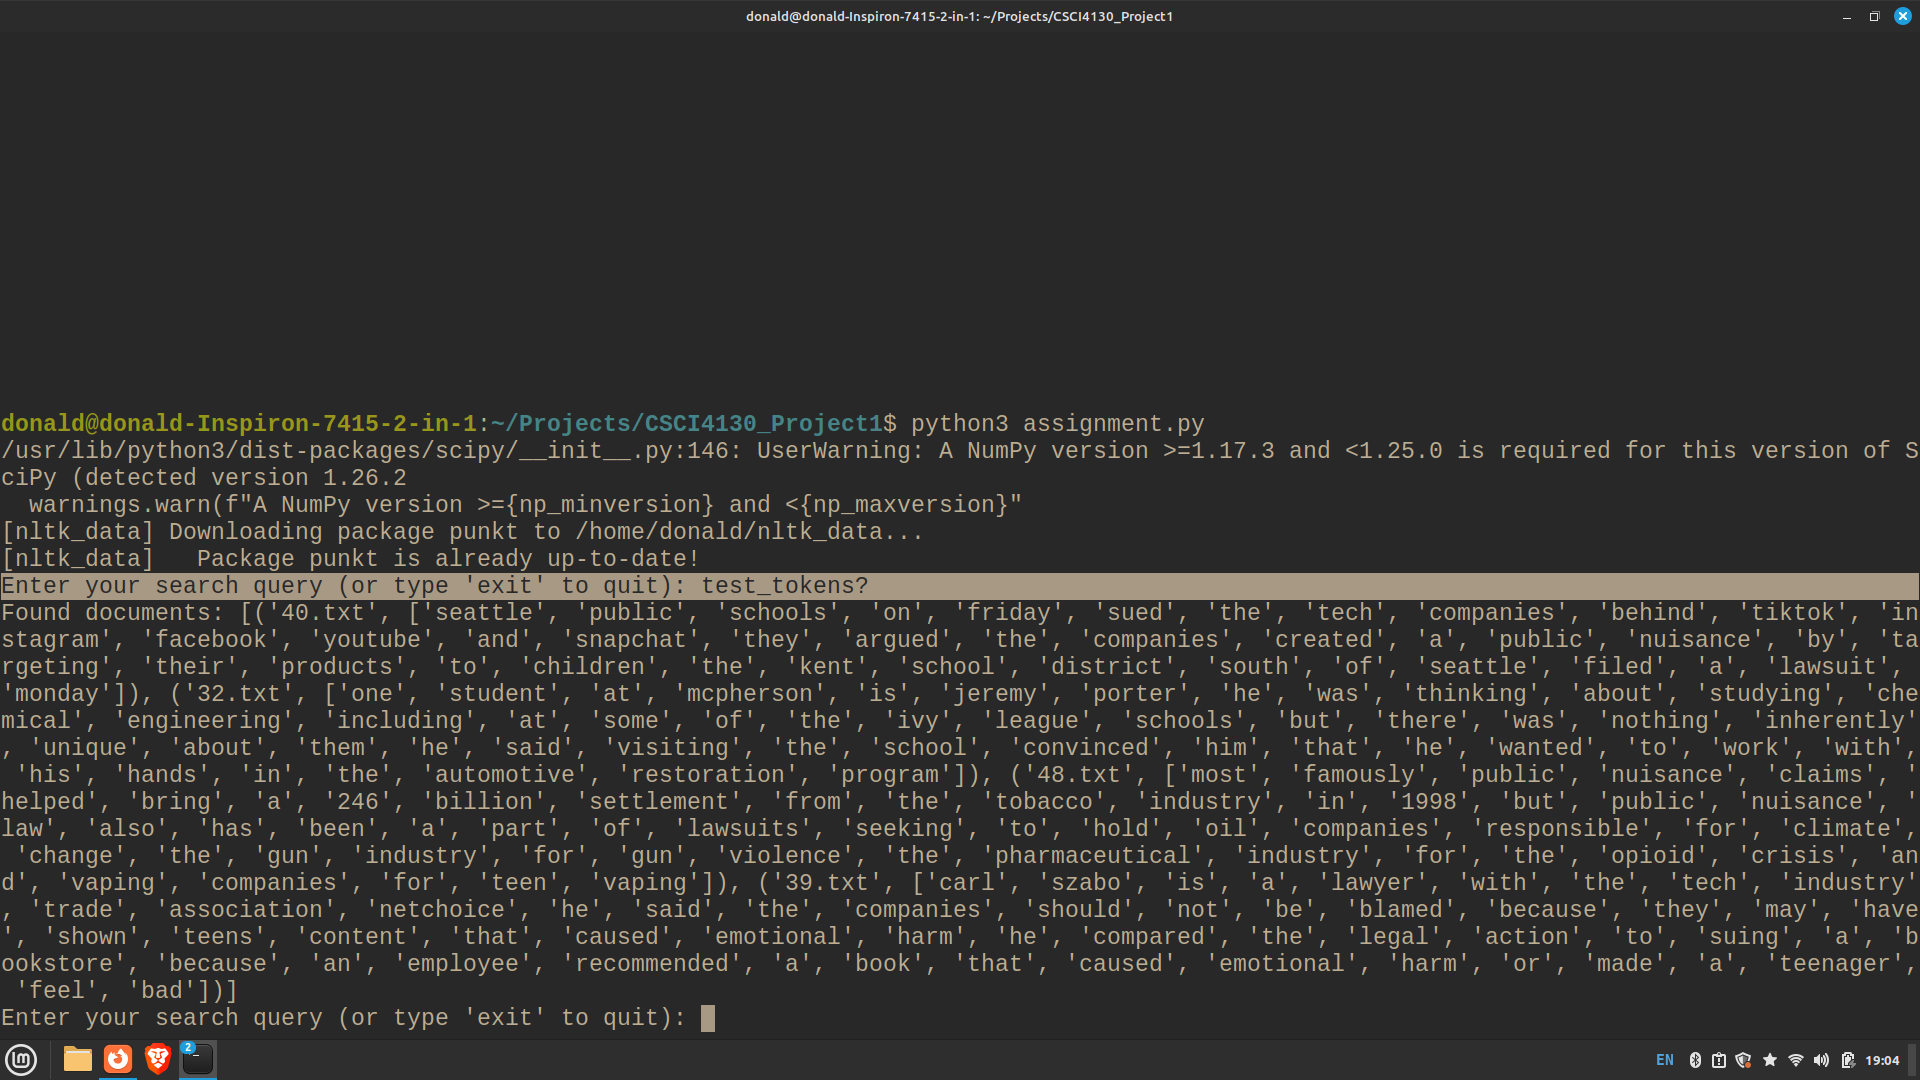 donald@donald-Inspiron-7415-2-in-1: ~/Projects/CSCI4130_Project1
donald@donald-Inspiron-7415-2-in-1:~/Projects/CSCI4130_Project1$ python3 assignment.py
/usr/lib/python3/dist-packages/scipy/__init__.py:146: UserWarning: A NumPy version >=1.17.3 and <1.25.0 is required for this version of S
ciPy (detected version 1.26.2
  warnings.warn(f"A NumPy version >={np_minversion} and <{np_maxversion}"
[nltk_data] Downloading package punkt to /home/donald/nltk_data...
[nltk_data]   Package punkt is already up-to-date!
Enter your search query (or type 'exit' to quit): test_tokens?
Found documents: [('40.txt', ['seattle', 'public', 'schools', 'on', 'friday', 'sued', 'the', 'tech', 'companies', 'behind', 'tiktok', 'in
stagram', 'facebook', 'youtube', 'and', 'snapchat', 'they', 'argued', 'the', 'companies', 'created', 'a', 'public', 'nuisance', 'by', 'ta
rgeting', 'their', 'products', 'to', 'children', 'the', 'kent', 'school', 'district', 'south', 'of', 'seattle', 'filed', 'a', 'lawsuit',
'monday']), ('32.txt', ['one', 'student', 'at', 'mcpherson', 'is', 'jeremy', 'porter', 'he', 'was', 'thinking', 'about', 'studying', 'che
mical', 'engineering', 'including', 'at', 'some', 'of', 'the', 'ivy', 'league', 'schools', 'but', 'there', 'was', 'nothing', 'inherently'
, 'unique', 'about', 'them', 'he', 'said', 'visiting', 'the', 'school', 'convinced', 'him', 'that', 'he', 'wanted', 'to', 'work', 'with',
 'his', 'hands', 'in', 'the', 'automotive', 'restoration', 'program']), ('48.txt', ['most', 'famously', 'public', 'nuisance', 'claims', '
helped', 'bring', 'a', '246', 'billion', 'settlement', 'from', 'the', 'tobacco', 'industry', 'in', '1998', 'but', 'public', 'nuisance', '
law', 'also', 'has', 'been', 'a', 'part', 'of', 'lawsuits', 'seeking', 'to', 'hold', 'oil', 'companies', 'responsible', 'for', 'climate',
 'change', 'the', 'gun', 'industry', 'for', 'gun', 'violence', 'the', 'pharmaceutical', 'industry', 'for', 'the', 'opioid', 'crisis', 'an
d', 'vaping', 'companies', 'for', 'teen', 'vaping']), ('39.txt', ['carl', 'szabo', 'is', 'a', 'lawyer', 'with', 'the', 'tech', 'industry'
, 'trade', 'association', 'netchoice', 'he', 'said', 'the', 'companies', 'should', 'not', 'be', 'blamed', 'because', 'they', 'may', 'have
', 'shown', 'teens', 'content', 'that', 'caused', 'emotional', 'harm', 'he', 'compared', 'the', 'legal', 'action', 'to', 'suing', 'a', 'b
ookstore', 'because', 'an', 'employee', 'recommended', 'a', 'book', 'that', 'caused', 'emotional', 'harm', 'or', 'made', 'a', 'teenager',
 'feel', 'bad'])]
Enter your search query (or type 'exit' to quit):
2
EN
19:04